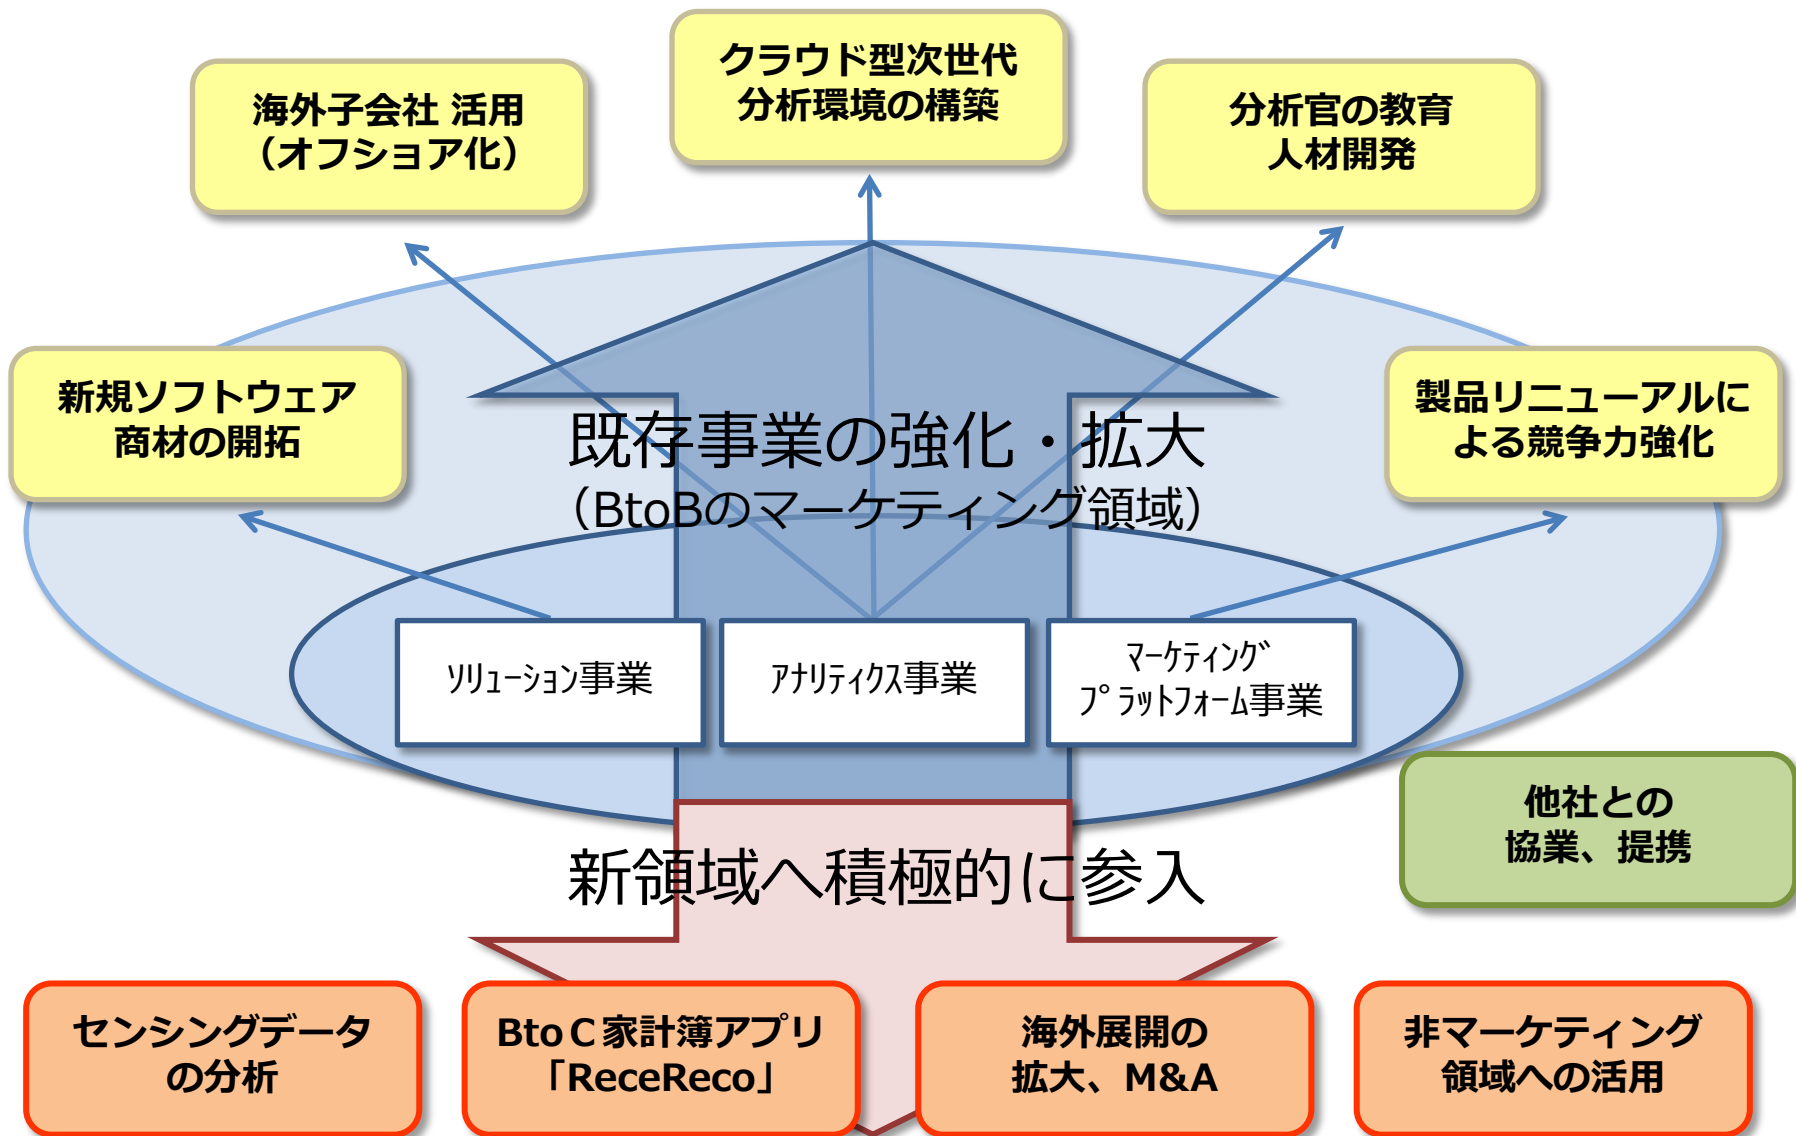 クラウド型次世代
分析環境の構築
海外子会社 活用
（オフショア化）
分析官の教育
人材開発
新規ソフトウェア
商材の開拓
製品リニューアルに
よる競争力強化
既存事業の強化・拡大
（BtoBのマーケティング領域）
ｿﾘｭｰｼｮﾝ事業
ｱﾅﾘﾃｨｸｽ事業
ﾏｰｹﾃｨﾝｸﾞ
ﾌﾟﾗｯﾄﾌｫｰﾑ事業
他社との
協業、提携
新領域へ積極的に参入
センシングデータ
の分析
BtoＣ家計簿アプリ
「ReceReco」
海外展開の
拡大、M&A
非マーケティング
領域への活用